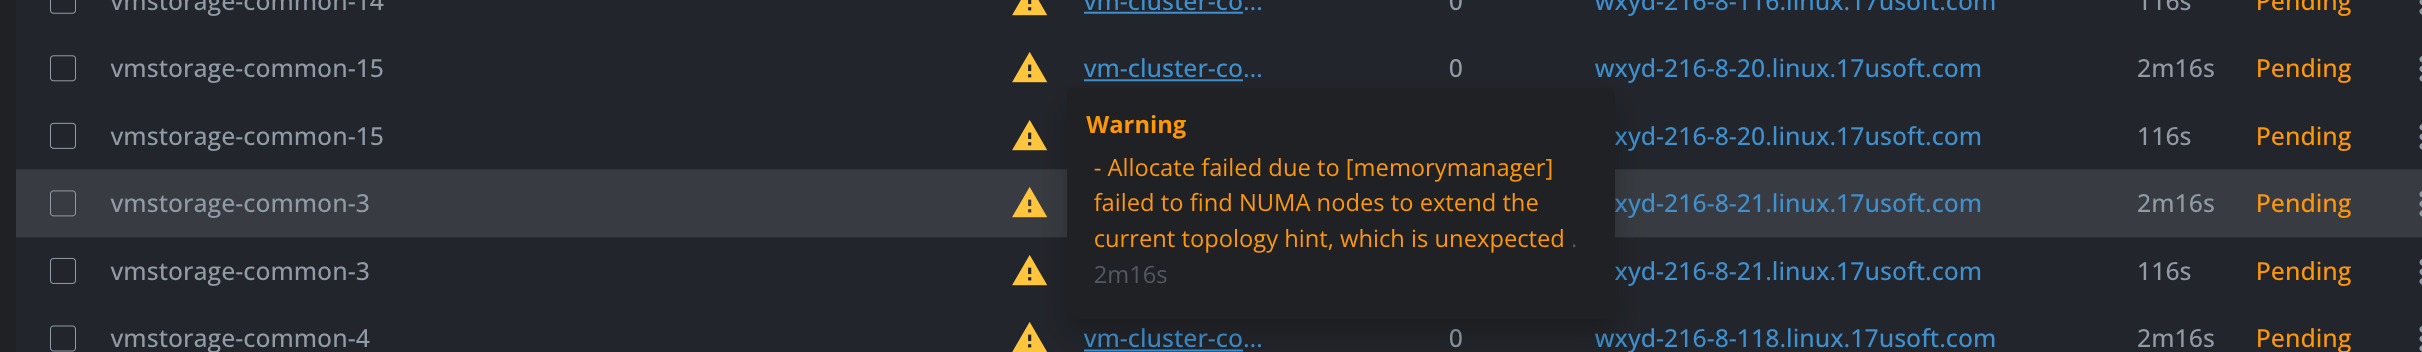 vmstorage-common-14 vm-cluster-co... 0 wxyd-216-8-116.linux.17usoft.com 116s Pending
vmstorage-common-15 vm-cluster-co... 0 wxyd-216-8-20.linux.17usoft.com 2m16s Pending
Warning
vmstorage-common-15 xyd-216-8-20.linux.17usoft.com 116s Pending
- Allocate failed due to [memorymanager]
failed to find NUMA nodes to extend the
current topology hint, which is unexpected .
2m16s
vmstorage-common-3 xyd-216-8-21.linux.17usoft.com 2m16s Pending
vmstorage-common-3 xyd-216-8-21.linux.17usoft.com 116s Pending
vmstorage-common-4 vm-cluster-co... 0 wxyd-216-8-118.linux.17usoft.com 2m16s Pending